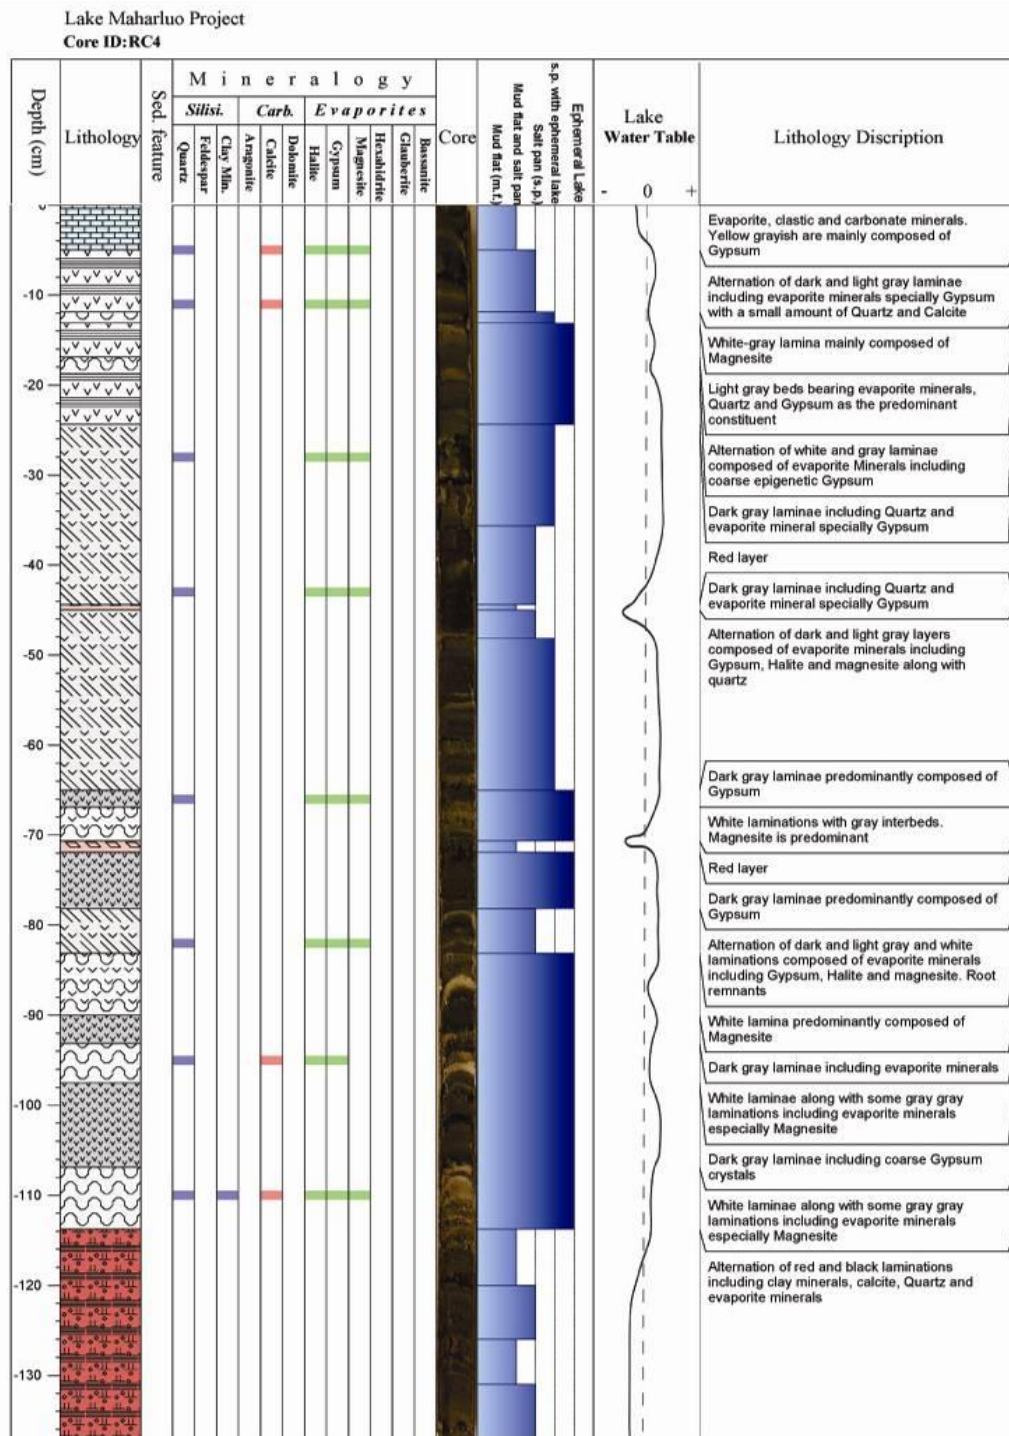 Lake Maharluo Project
Core ID:RC4
Depth (cm)
Lithology
Sed. feature
Mineralogy
Silisi.
Carb.
Evaporites
Quartz
Feldespar
Clay Min.
Aragonite
Calcite
Dolomite
Halite
Gypsum
Magnesite
Hexahidrite
Glauberite
Bassanite
Core
Mud flat (m.f.)
Mud flat and salt pan
Salt pan (s.p.)
s.p. with ephemeral lake
Ephemeral Lake
Lake
Water Table
- 0 +
Lithology Discription
0
-10
-20
-30
-40
-50
-60
-70
-80
-90
-100
-110
-120
-130
Evaporite, clastic and carbonate minerals.
Yellow grayish are mainly composed of
Gypsum
Alternation of dark and light gray laminae
including evaporite minerals specially Gypsum
with a small amount of Quartz and Calcite
White-gray lamina mainly composed of
Magnesite
Light gray beds bearing evaporite minerals,
Quartz and Gypsum as the predominant
constituent
Alternation of white and gray laminae
composed of evaporite Minerals including
coarse epigenetic Gypsum
Dark gray laminae including Quartz and
evaporite mineral specially Gypsum
Red layer
Dark gray laminae including Quartz and
evaporite mineral specially Gypsum
Alternation of dark and light gray layers
composed of evaporite minerals including
Gypsum, Halite and magnesite along with
quartz
Dark gray laminae predominantly composed of
Gypsum
White laminations with gray interbeds.
Magnesite is predominant
Red layer
Dark gray laminae predominantly composed of
Gypsum
Alternation of dark and light gray and white
laminations composed of evaporite minerals
including Gypsum, Halite and magnesite. Root
remnants
White lamina predominantly composed of
Magnesite
Dark gray laminae including evaporite minerals
White laminae along with some gray gray
laminations including evaporite minerals
especially Magnesite
Dark gray laminae including coarse Gypsum
crystals
White laminae along with some gray gray
laminations including evaporite minerals
especially Magnesite
Alternation of red and black laminations
including clay minerals, calcite, Quartz and
evaporite minerals